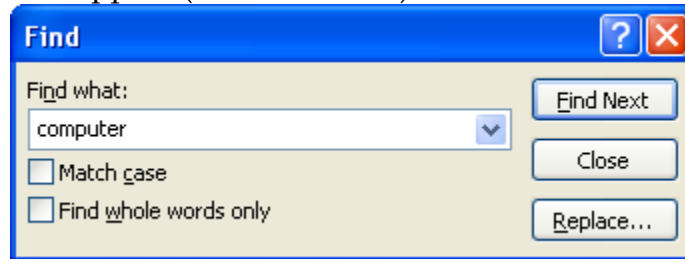 Find
Find what:
computer
Match case
Find whole words only
Find Next
Close
Replace...